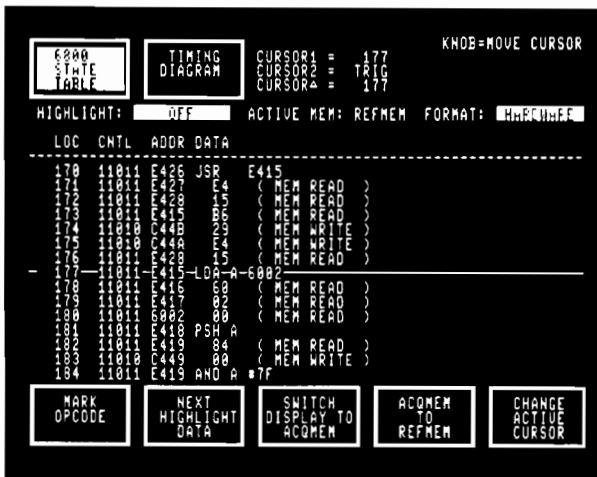 KNOB=MOVE CURSOR
6800 STATE TABLE
TIMING DIAGRAM
CURSOR1 = 177
CURSOR2 = TRIG
CURSOR△ = 177
HIGHLIGHT: OFF ACTIVE MEM: REFMEM FORMAT: HARDWARE
LOC CNTL ADDR DATA
170 11011 E426 JSR E415
171 11011 E427 E4 ( MEM READ )
172 11011 E428 15 ( MEM READ )
173 11011 E415 B6 ( MEM READ )
174 11010 C44B 29 ( MEM WRITE )
175 11010 C44A E4 ( MEM WRITE )
176 11011 E428 15 ( MEM READ )
177 11011 E415 LDA A 6002
178 11011 E416 60 ( MEM READ )
179 11011 E417 02 ( MEM READ )
180 11011 6002 00 ( MEM READ )
181 11011 E418 PSH A
182 11011 E419 84 ( MEM READ )
183 11010 C449 00 ( MEM WRITE )
184 11011 E419 AND A #7F
MARK OPCODE
NEXT HIGHLIGHT DATA
SWITCH DISPLAY TO ACQMEM
ACQMEM TO REFMEM
CHANGE ACTIVE CURSOR